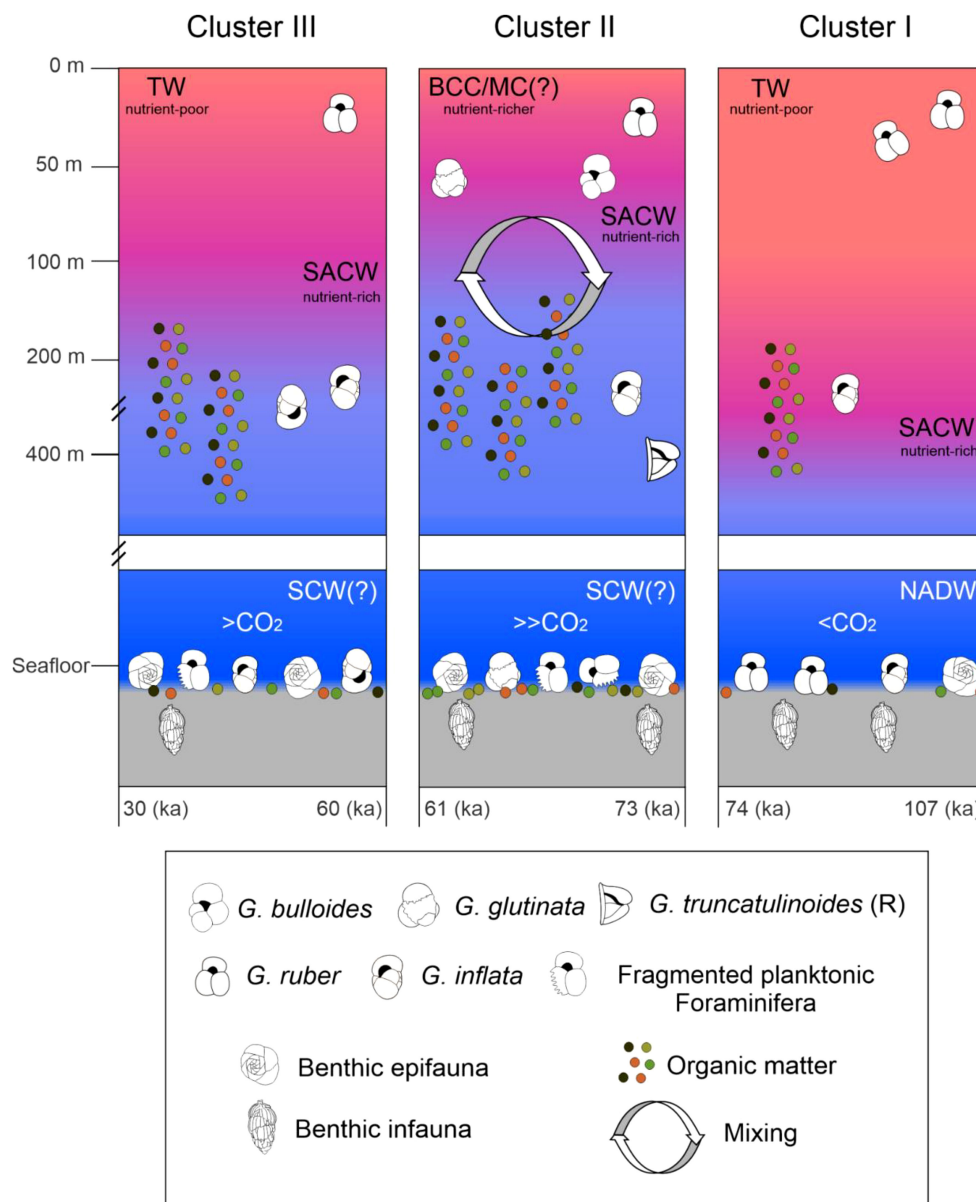 Cluster III
Cluster II
Cluster I
0 m
50 m
100 m
200 m
400 m
Seafloor
TW
nutrient-poor
SACW
nutrient-rich
SCW(?)
>CO₂
30 (ka)
60 (ka)
BCC/MC(?)
nutrient-richer
SACW
nutrient-rich
SCW(?)
>>CO₂
61 (ka)
73 (ka)
TW
nutrient-poor
SACW
nutrient-rich
NADW
<CO₂
74 (ka)
107 (ka)
G. bulloides
G. glutinata
G. truncatulinoides (R)
G. ruber
G. inflata
Fragmented planktonic
Foraminifera
Benthic epifauna
Organic matter
Benthic infauna
Mixing